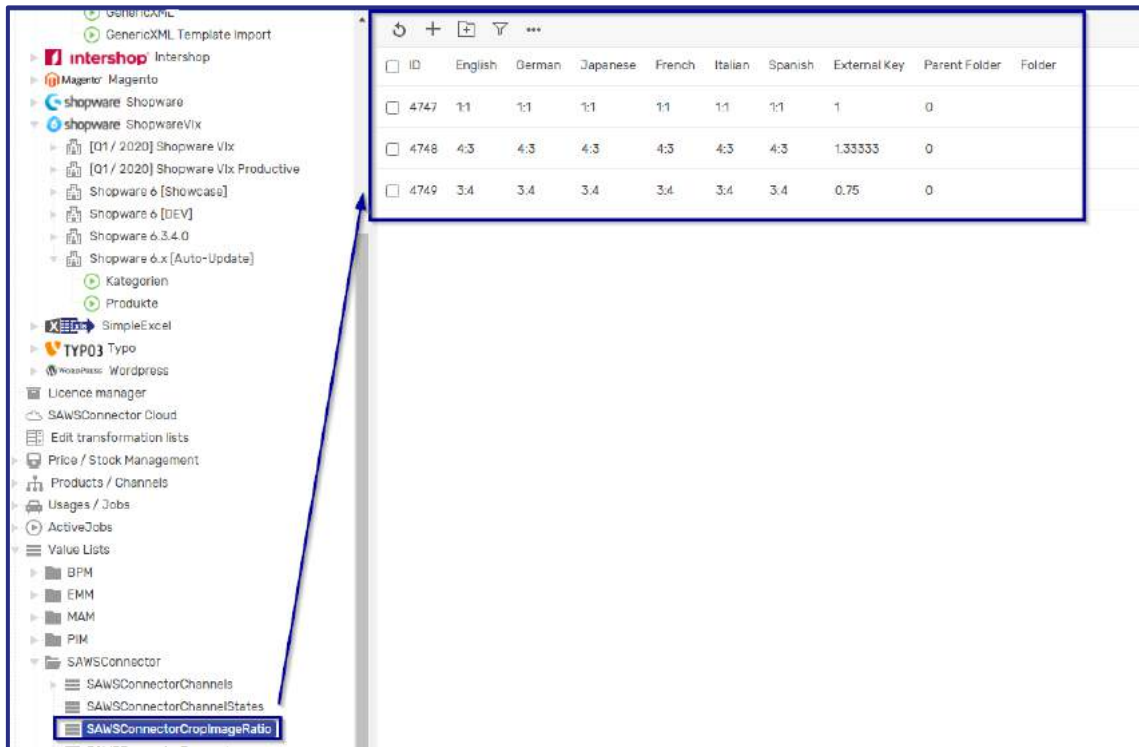 GenericXML
GenericXML Template Import
intershop Intershop
Magento Magento
shopware Shopware
shopware ShopwareVIx
[Q1/ 2020] Shopware VIx
[Q1/ 2020] Shopware VIx Productive
Shopware 6 [Showcase]
Shopware 6 [DEV]
Shopware 6.3.4.0
Shopware 6.x (Auto-Update)
Kategorien
Produkte
SimpleExcel
TYPO3 Typo
WORDPRESS Wordpress
Licence manager
SAWSConnector Cloud
Edit transformation lists
Price / Stock Management
Products / Channels
Usages / Jobs
ActiveJobs
Value Lists
BPM
EMM
MAM
PIM
SAWSConnector
SAWSConnectorChannels
SAWSConnectorChannelStates
SAWSConnectorCropImageRatio
ID English German Japanese French Italian Spanish External Key Parent Folder Folder
4747 1:1 1:1 1:1 1:1 1:1 1:1 1 0
4748 4:3 4:3 4:3 4:3 4:3 4:3 1.33333 0
4749 3:4 3:4 3:4 3:4 3:4 3:4 0.75 0